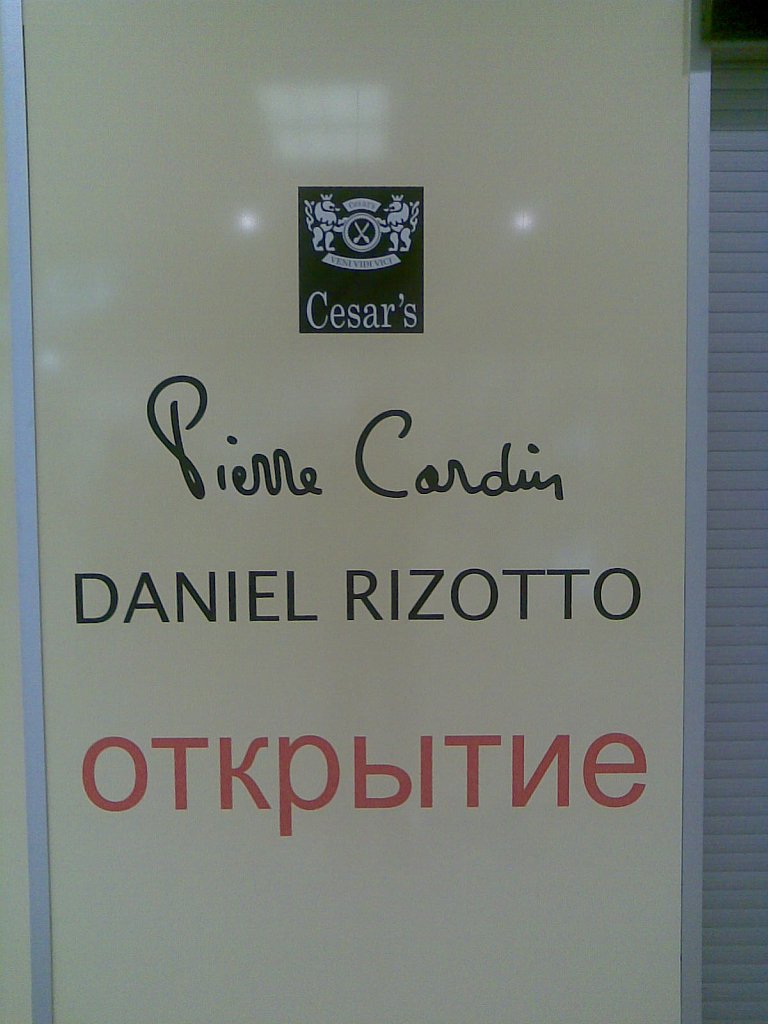 VENI VIDI VICI
Cesar's
Pierre Cardin
DANIEL RIZOTTO
открытие